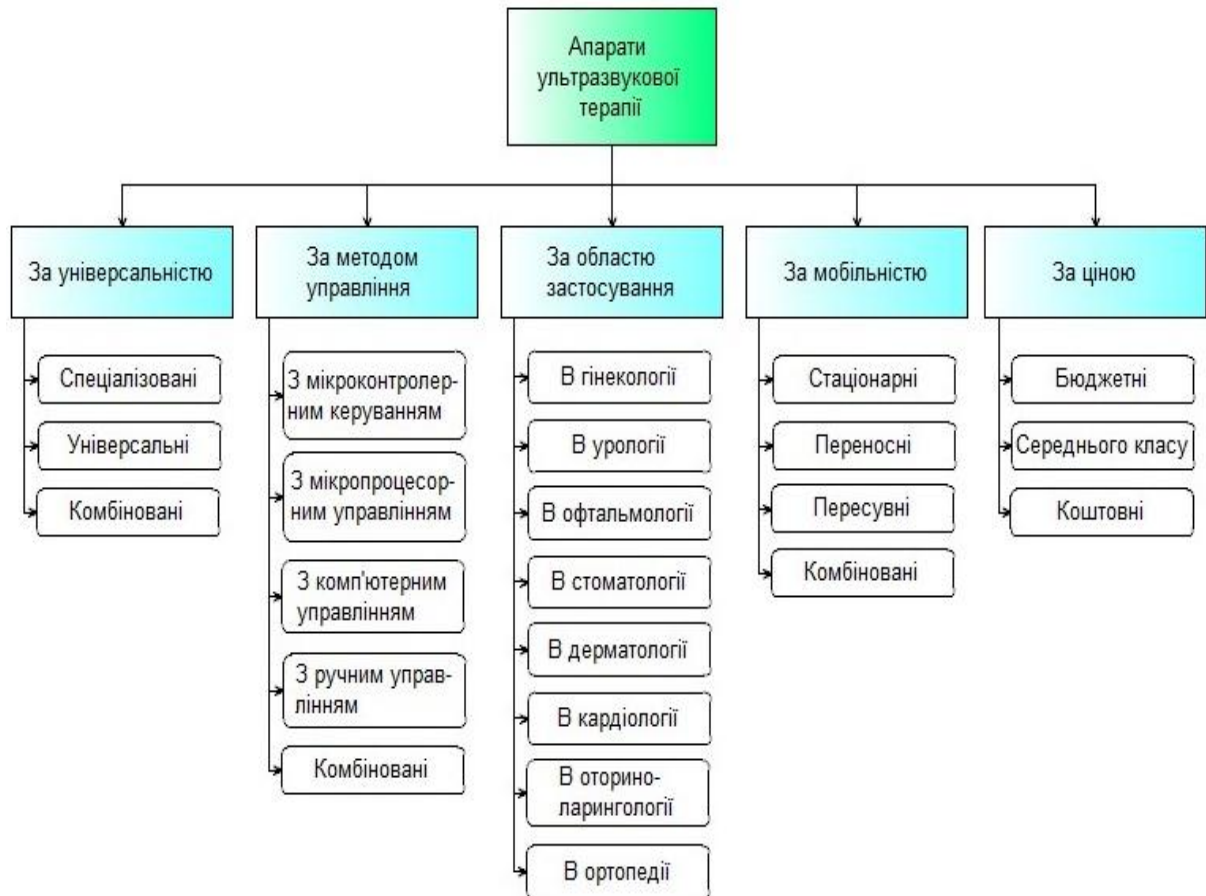 Апарати
ультразвукової
терапії
За універсальністю
Спеціалізовані
Універсальні
Комбіновані
За методом
управління
З мікроконтролер-
ним керуванням
З мікропроцесор-
ним управлінням
З комп'ютерним
управлінням
З ручним управ-
лінням
Комбіновані
За областю
застосування
В гінекології
В урології
В офтальмології
В стоматології
В дерматології
В кардіології
В оторино-
ларингології
В ортопедії
За мобільністю
Стаціонарні
Переносні
Пересувні
Комбіновані
За ціною
Бюджетні
Середнього класу
Коштовні